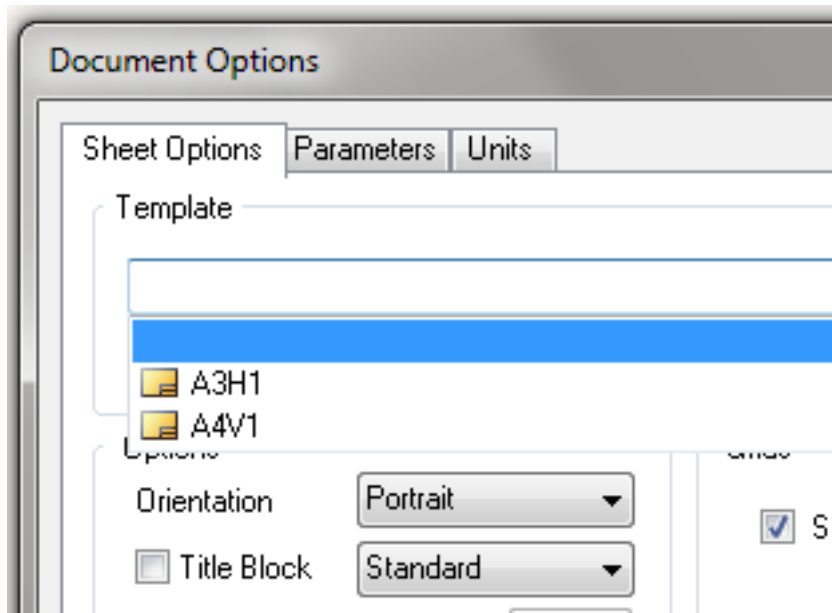 Document Options
Sheet Options Parameters Units
Template
A3H1
A4V1
Orientation Portrait
S
Title Block Standard